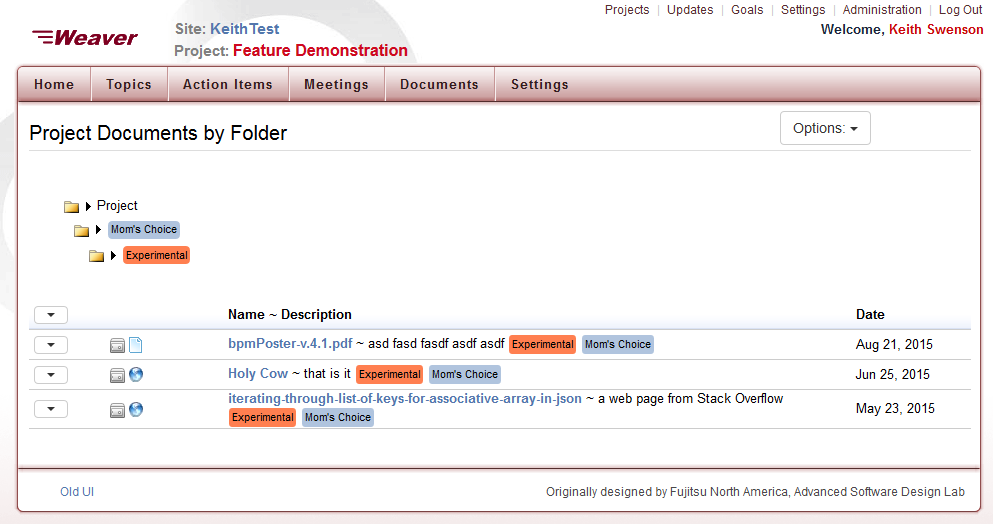 Projects | Updates | Goals | Settings | Administration | Log Out
Weaver
Site: KeithTest
Welcome, Keith Swenson
Project: Feature Demonstration
Home Topics Action Items Meetings Documents Settings
Project Documents by Folder
Options:
Project
Mom's Choice
Experimental
Name ~ Description Date
bpmPoster-v.4.1.pdf ~ asd fasd fasdf asdf asdf Experimental Mom's Choice Aug 21, 2015
Holy Cow ~ that is it Experimental Mom's Choice Jun 25, 2015
iterating-through-list-of-keys-for-associative-array-in-json ~ a web page from Stack Overflow
Experimental Mom's Choice May 23, 2015
Old UI Originally designed by Fujitsu North America, Advanced Software Design Lab